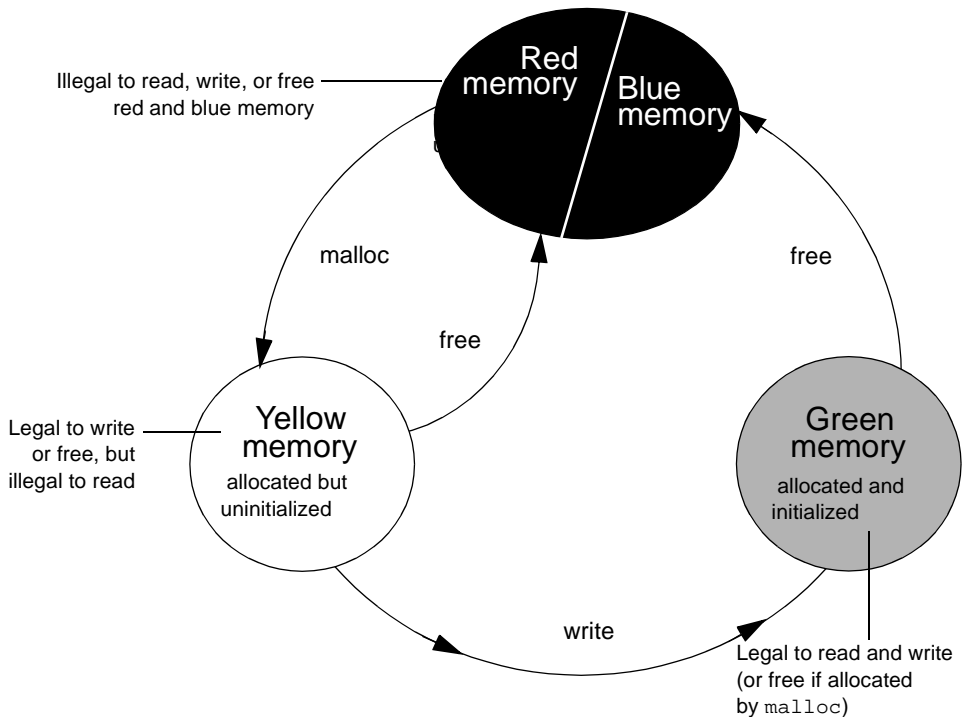 Red
memory
Blue
memory
Illegal to read, write, or free
red and blue memory
malloc
free
free
Yellow
memory
allocated but
uninitialized
Legal to write
or free, but
illegal to read
Green
memory
allocated and
initialized
write
Legal to read and write
(or free if allocated
by malloc)